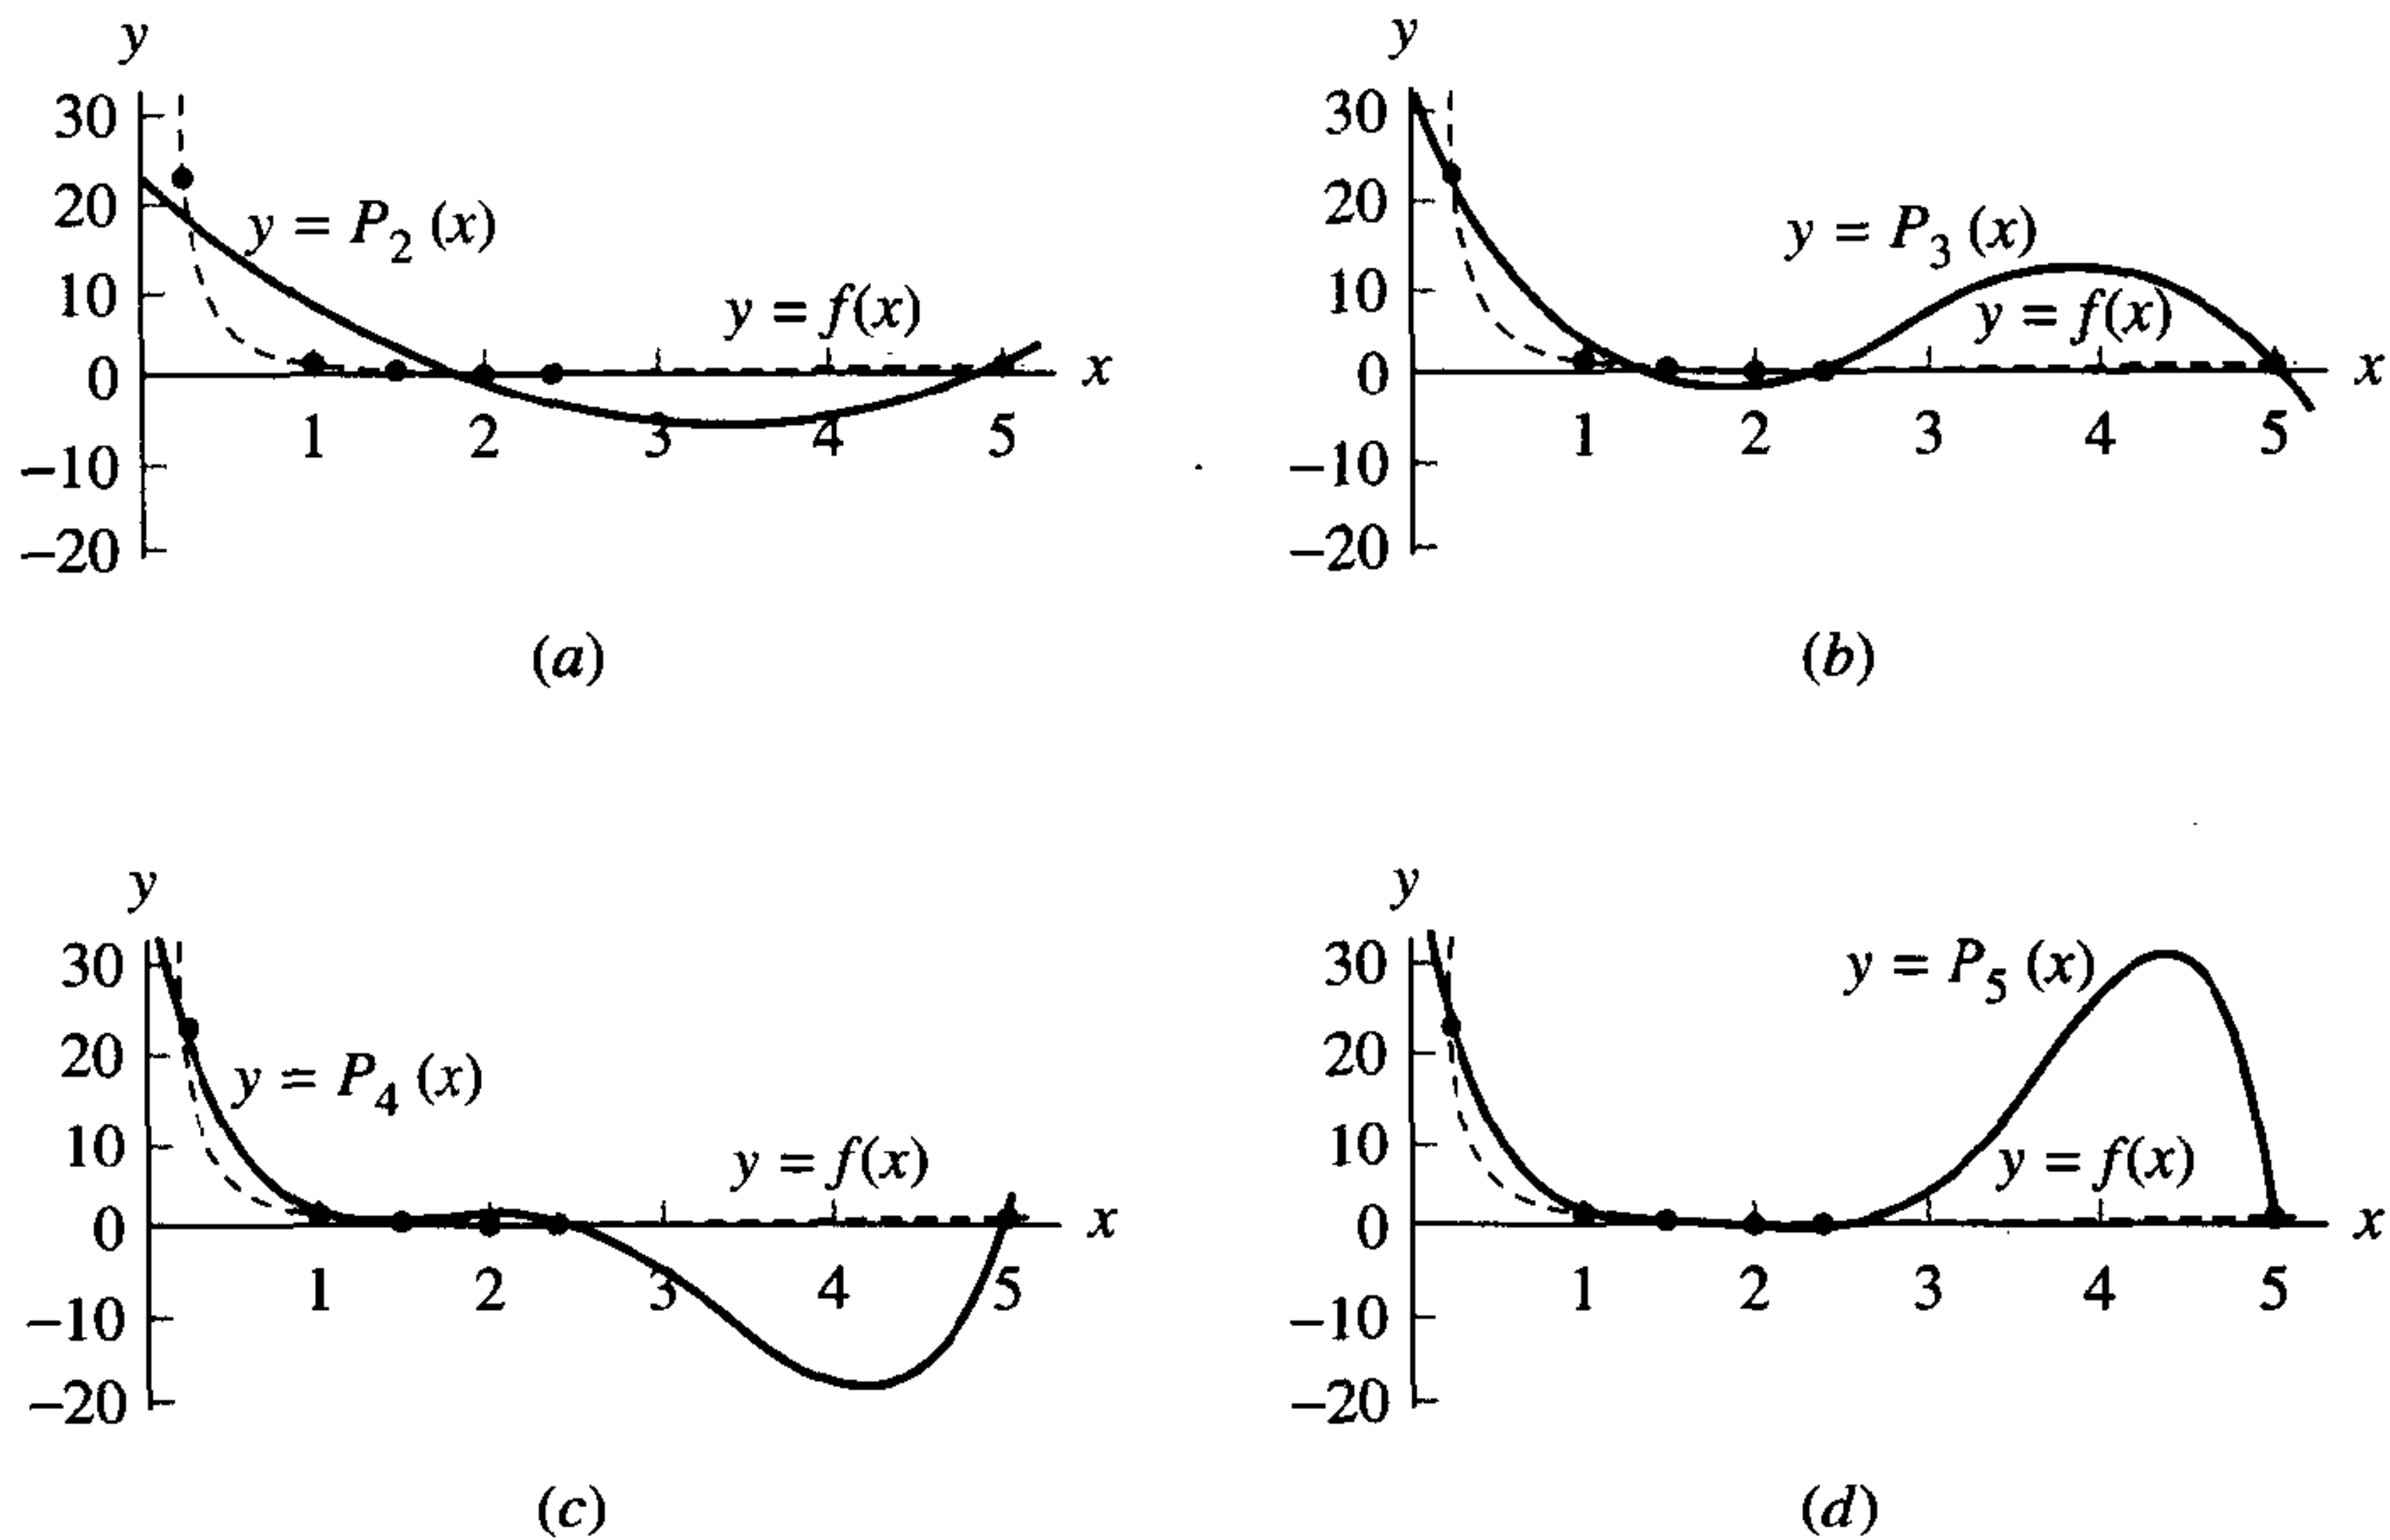 y
30
20
10
0
−10
−20
y = P2 (x)
y = f(x)
x
1 2 3 4 5
(a)
y
30
20
10
0
−10
−20
y = P3 (x)
y = f(x)
x
1 2 3 4 5
(b)
y
30
20
10
0
−10
−20
y = P4 (x)
y = f(x)
x
1 2 3 4 5
(c)
y
30
20
10
0
−10
−20
y = P5 (x)
y = f(x)
x
1 2 3 4 5
(d)